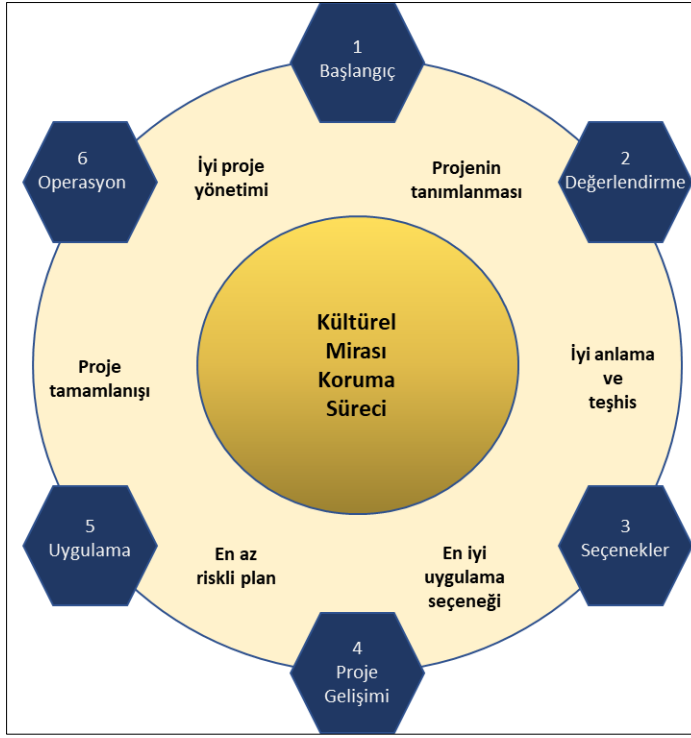 1
Başlangıç
Projenin
tanımlanması
2
Değerlendirme
İyi anlama
ve
teşhis
3
Seçenekler
En iyi
uygulama
seçeneği
4
Proje
Gelişimi
En az
riskli plan
5
Uygulama
Proje
tamamlanışı
6
Operasyon
İyi proje
yönetimi
Kültürel
Mirası
Koruma
Süreci